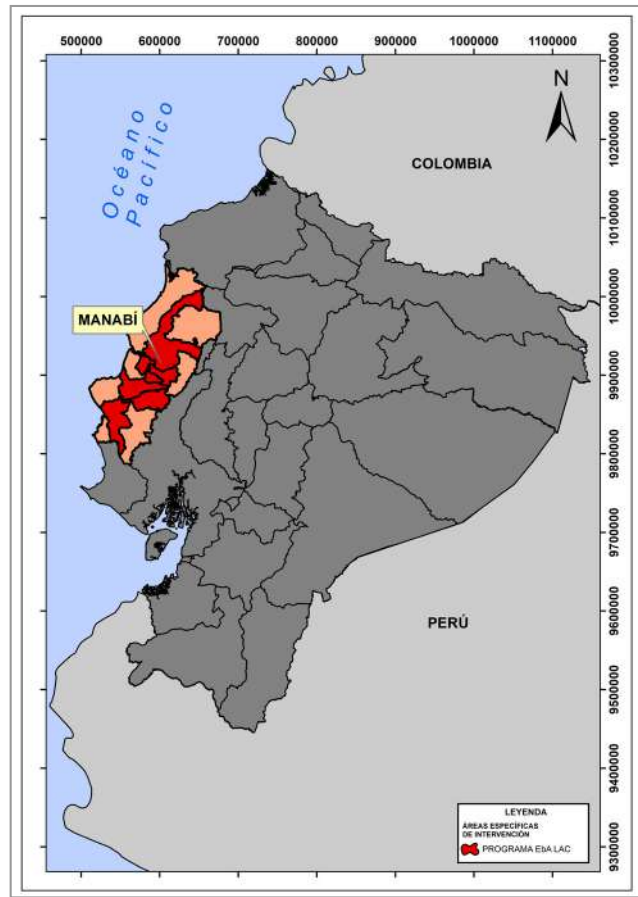 500000 600000 700000 800000 900000 1000000 1100000
Océano
Pacífico
N
COLOMBIA
MANABÍ
PERÚ
10300000
10200000
10100000
10000000
9900000
9800000
9700000
9600000
9500000
9400000
9300000
LEYENDA
ÁREAS ESPECÍFICAS
DE INTERVENCIÓN
PROGRAMA EbA LAC